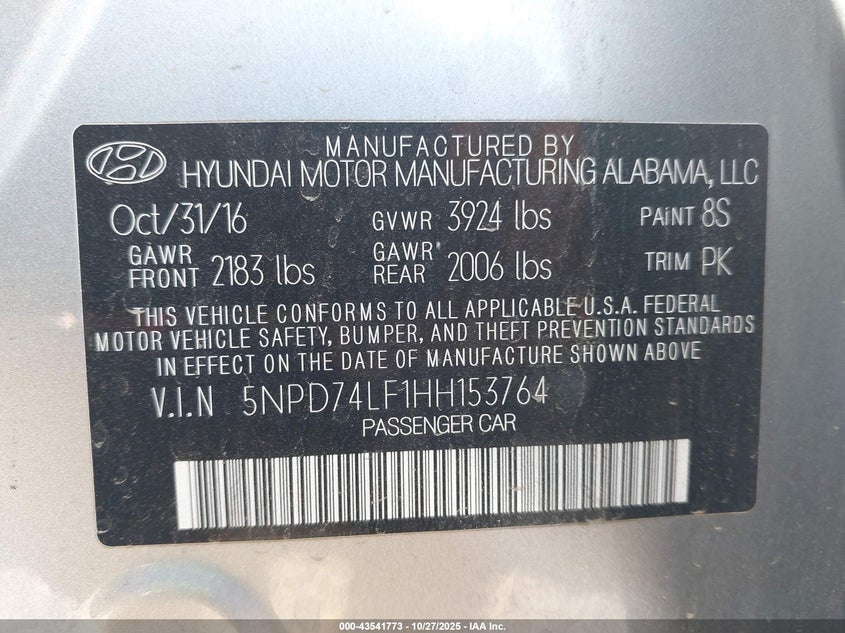 MANUFACTURED BY
HYUNDAI MOTOR MANUFACTURING ALABAMA, LLC
Oct/31/16 GVWR 3924 lbs PAINT 8S
GAWR FRONT 2183 lbs GAWR REAR 2006 lbs TRIM PK
THIS VEHICLE CONFORMS TO ALL APPLICABLE U.S.A. FEDERAL
MOTOR VEHICLE SAFETY, BUMPER, AND THEFT PREVENTION STANDARDS
IN EFFECT ON THE DATE OF MANUFACTURE SHOWN ABOVE
V.I.N 5NPD74LF1HH153764
PASSENGER CAR
000-43541773 | 10/27/2025 - IAA Inc.